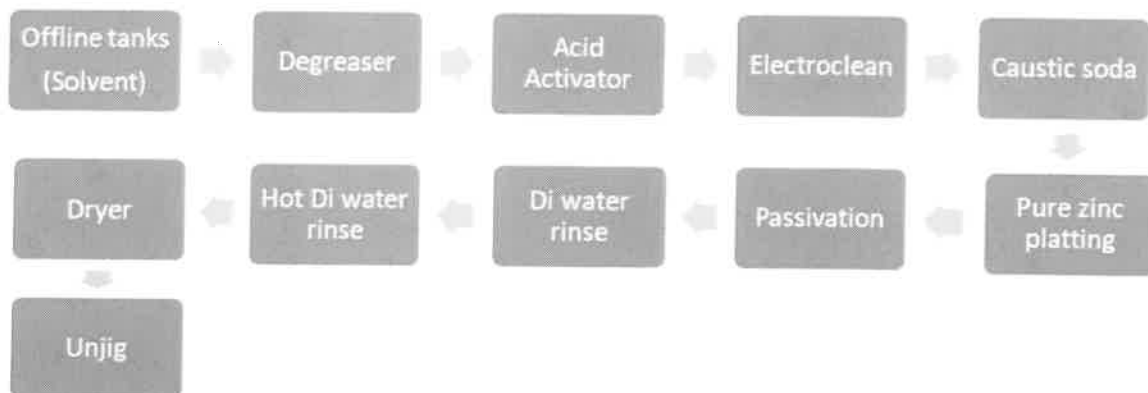 Offline tanks
(Solvent)
Degreaser
Acid
Activator
Electroclean
Caustic soda
Pure zinc
platting
Passivation
Di water
rinse
Hot Di water
rinse
Dryer
Unjig